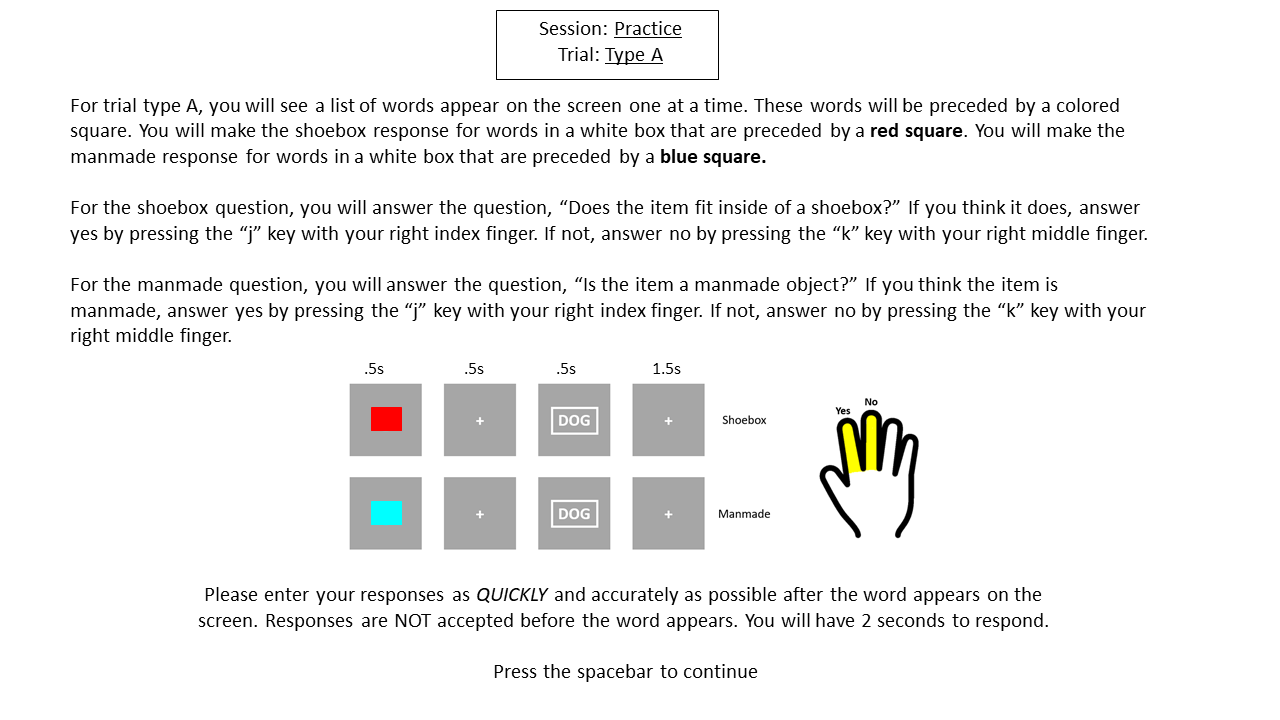 Session: Practice
Trial: Type A
For trial type A, you will see a list of words appear on the screen one at a time. These words will be preceded by a colored
square. You will make the shoebox response for words in a white box that are preceded by a red square. You will make the
manmade response for words in a white box that are preceded by a blue square.
For the shoebox question, you will answer the question, “Does the item fit inside of a shoebox?” If you think it does, answer
yes by pressing the “j” key with your right index finger. If not, answer no by pressing the “k” key with your right middle finger.
For the manmade question, you will answer the question, “Is the item a manmade object?” If you think the item is
manmade, answer yes by pressing the “j” key with your right index finger. If not, answer no by pressing the “k” key with your
right middle finger.
.5s .5s .5s 1.5s
+ DOG + Shoebox
Yes No
+ DOG + Manmade
Please enter your responses as QUICKLY and accurately as possible after the word appears on the
screen. Responses are NOT accepted before the word appears. You will have 2 seconds to respond.
Press the spacebar to continue